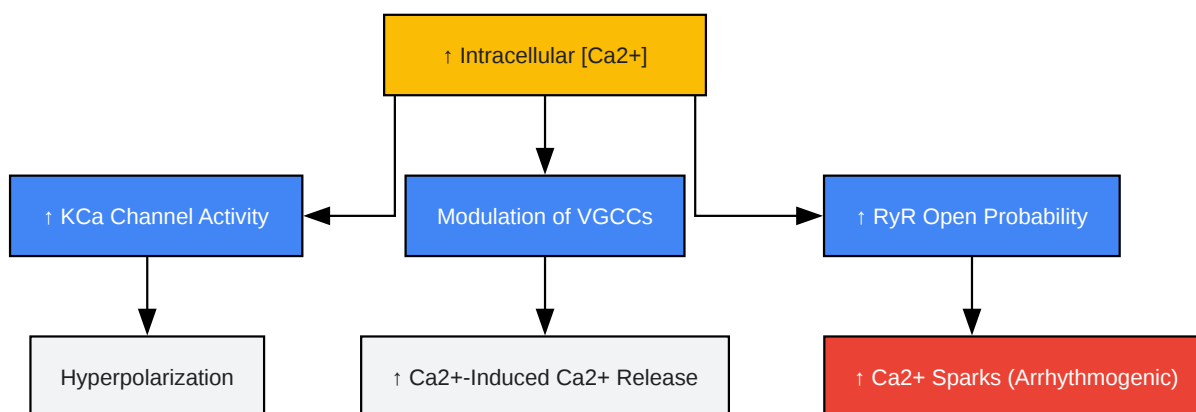 ↑ Intracellular [Ca2+]
↑ KCa Channel Activity
Modulation of VGCCs
↑ RyR Open Probability
Hyperpolarization
↑ Ca2+-Induced Ca2+ Release
↑ Ca2+ Sparks (Arrhythmogenic)